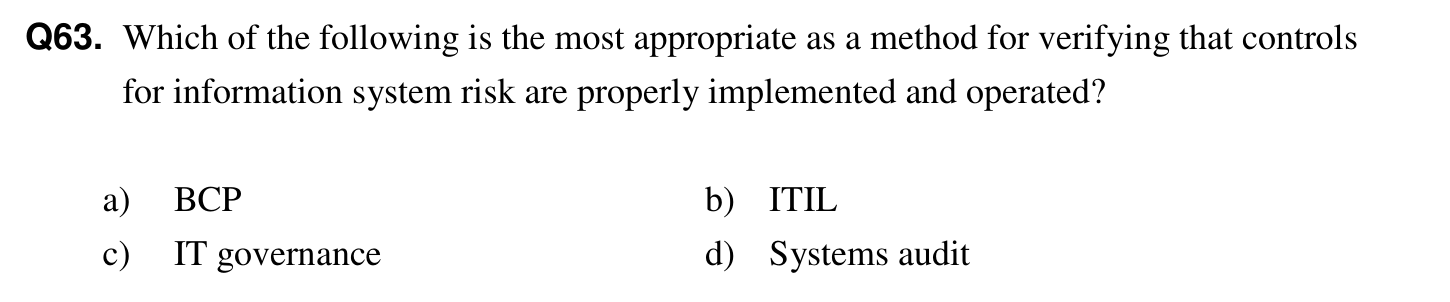 Q63. Which of the following is the most appropriate as a method for verifying that controls
for information system risk are properly implemented and operated?
a) BCP b) ITIL
c) IT governance d) Systems audit